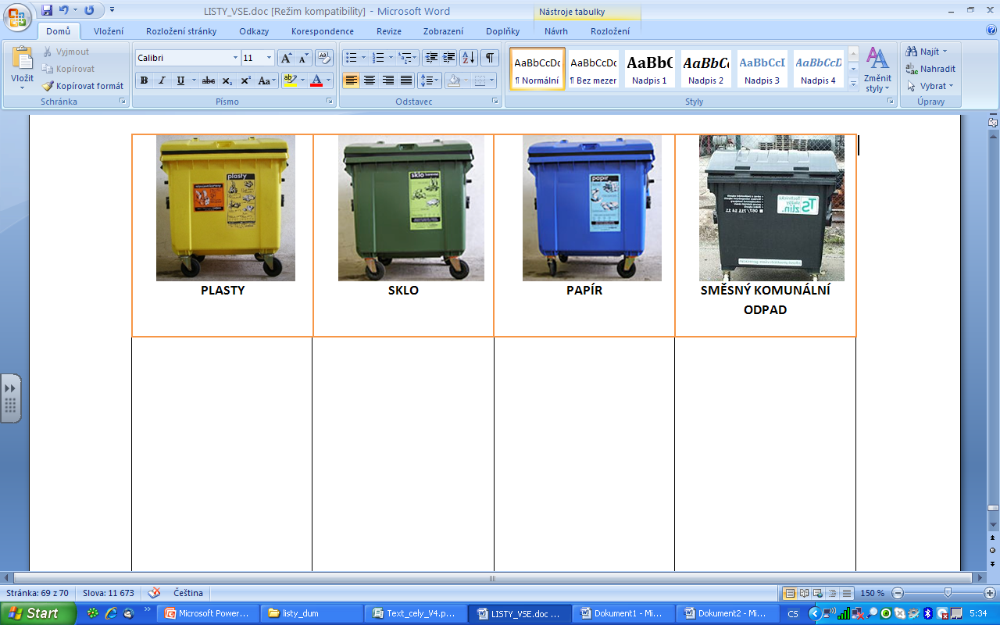 LISTY_VSE.doc [Režim kompatibility] - Microsoft Word
Nástroje tabulky
Domů
Vložení
Rozložení stránky
Odkazy
Korespondence
Revize
Zobrazení
Doplňky
Návrh
Rozložení
Vložit
Vyjmout
Kopírovat
Kopírovat formát
Schránka
Calibri
11
Písmo
Odstavec
AaBbCcDc
¶ Normální
AaBbCcDc
¶ Bez mezer
AaBbC
Nadpis 1
AaBbCc
Nadpis 2
AaBbCcI
Nadpis 3
AaBbCcD
Nadpis 4
Změnit
styly
Styly
Najít
Nahradit
Vybrat
Úpravy
plasty
sklo
papír
TS
Technické
služby
zlín.
PLASTY
SKLO
PAPÍR
SMĚSNÝ KOMUNÁLNÍ
ODPAD
Stránka: 69 z 70
Slova: 11 673
Čeština
150 %
Start
Microsoft Power...
listy_dum
Text_cely_V4.p...
LISTY_VSE.doc ...
Dokument1 - Mi...
Dokument2 - Mi...
CS
5:34